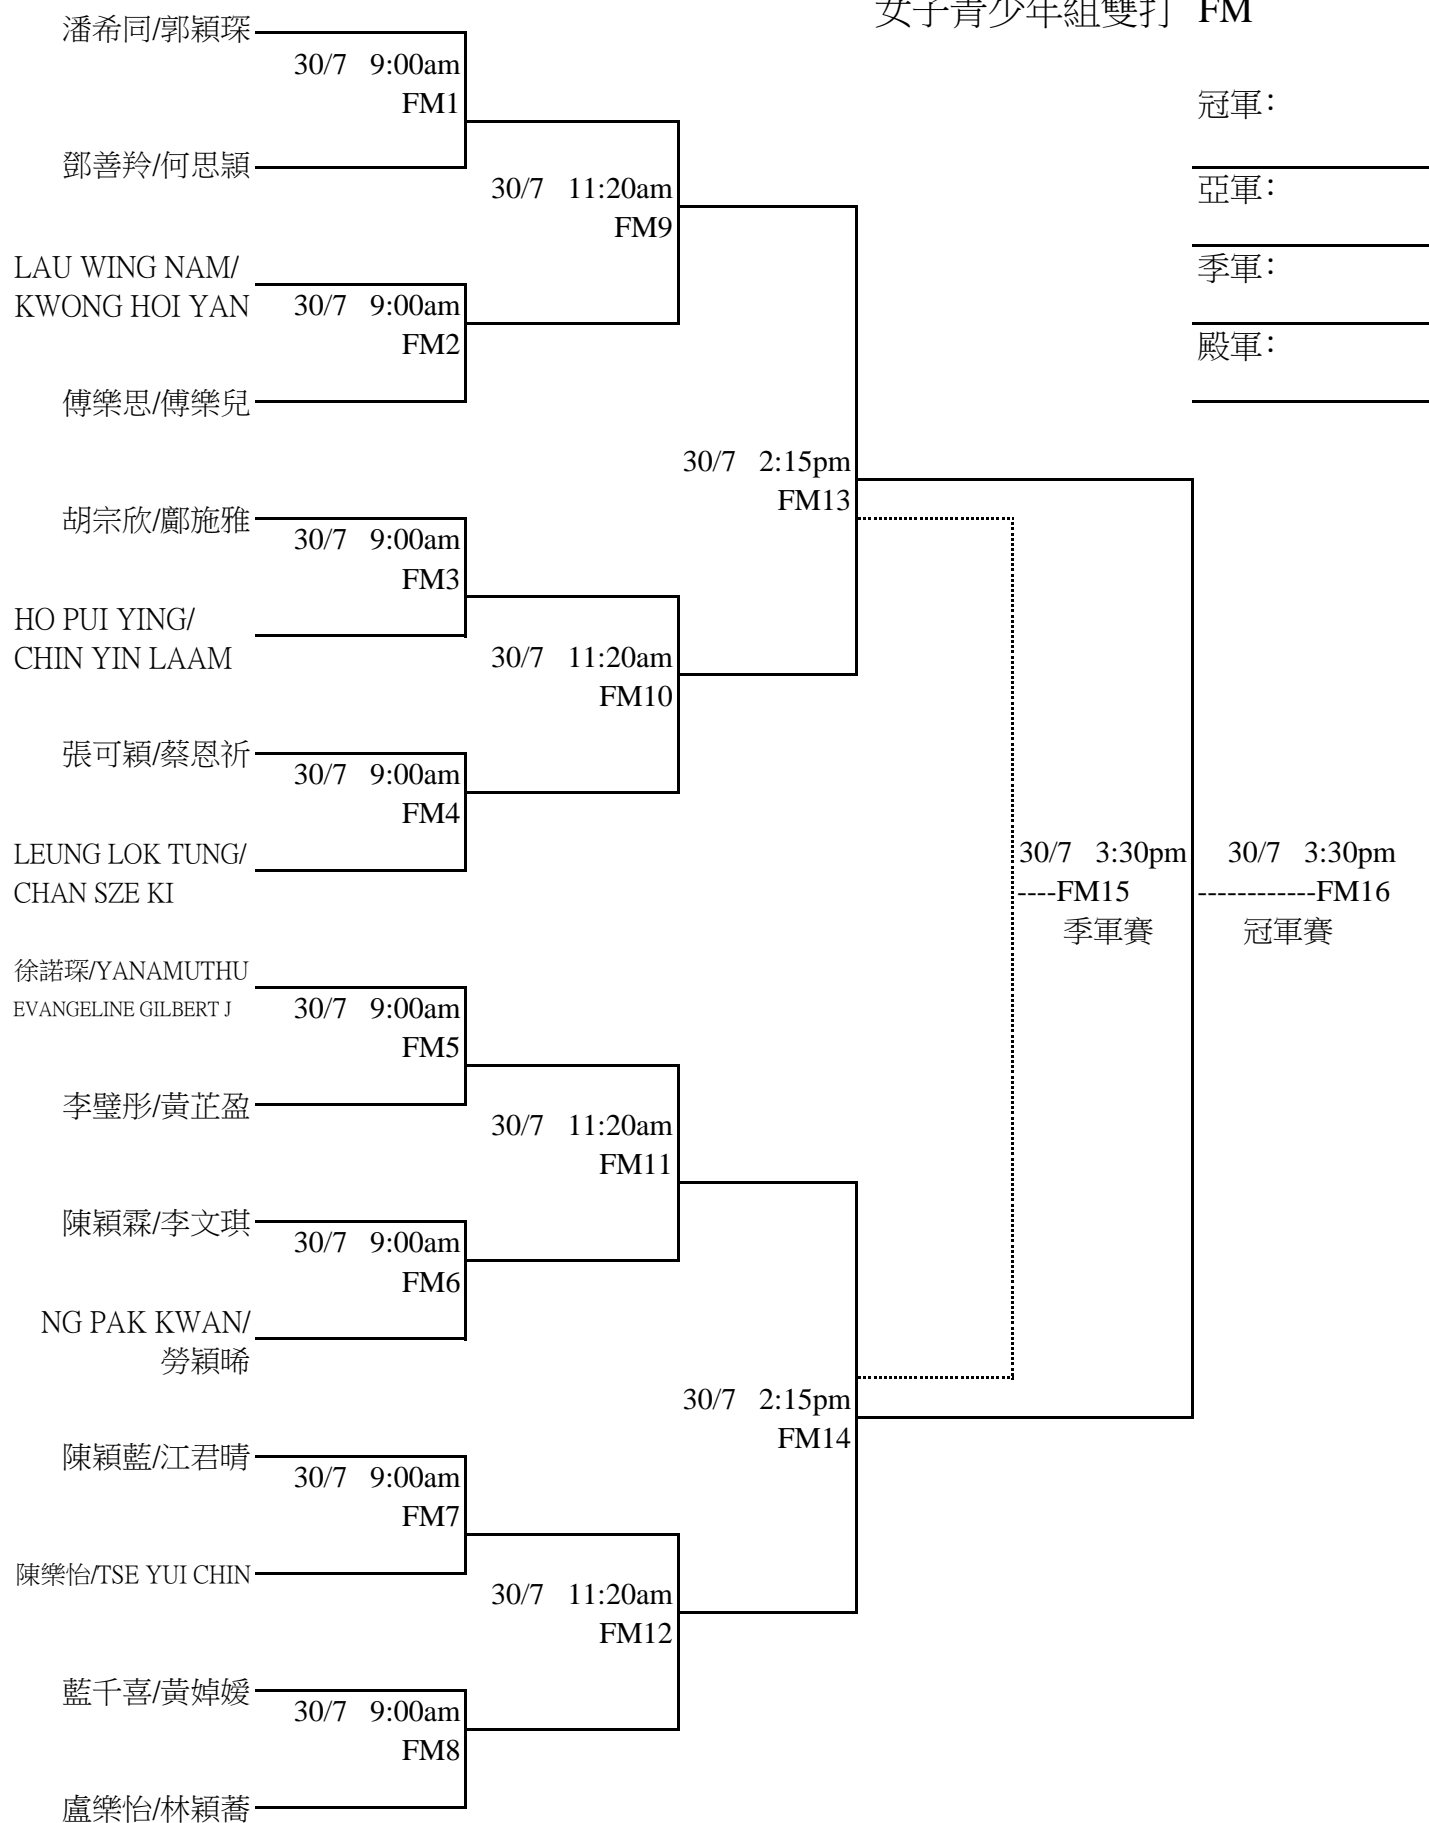 女子青少年組雙打 FM
潘希同/郭穎琛
30/7 9:00am
FM1
鄧善羚/何思穎
30/7 11:20am
FM9
LAU WING NAM/
KWONG HOI YAN
30/7 9:00am
FM2
傅樂思/傅樂兒
30/7 2:15pm
FM13
胡宗欣/鄺施雅
30/7 9:00am
FM3
HO PUI YING/
CHIN YIN LAAM
30/7 11:20am
FM10
張可穎/蔡恩祈
30/7 9:00am
FM4
LEUNG LOK TUNG/
CHAN SZE KI
徐諾琛/YANAMUTHU
EVANGELINE GILBERT J
30/7 9:00am
FM5
李璧彤/黃芷盈
30/7 11:20am
FM11
陳穎霖/李文琪
30/7 9:00am
FM6
NG PAK KWAN/
勞穎晞
30/7 2:15pm
FM14
陳穎藍/江君晴
30/7 9:00am
FM7
陳樂怡/TSE YUI CHIN
30/7 11:20am
FM12
藍千喜/黃婥媛
30/7 9:00am
FM8
盧樂怡/林穎蕎
30/7 3:30pm
----FM15
季軍賽
30/7 3:30pm
------------FM16
冠軍賽
冠軍：
亞軍：
季軍：
殿軍：